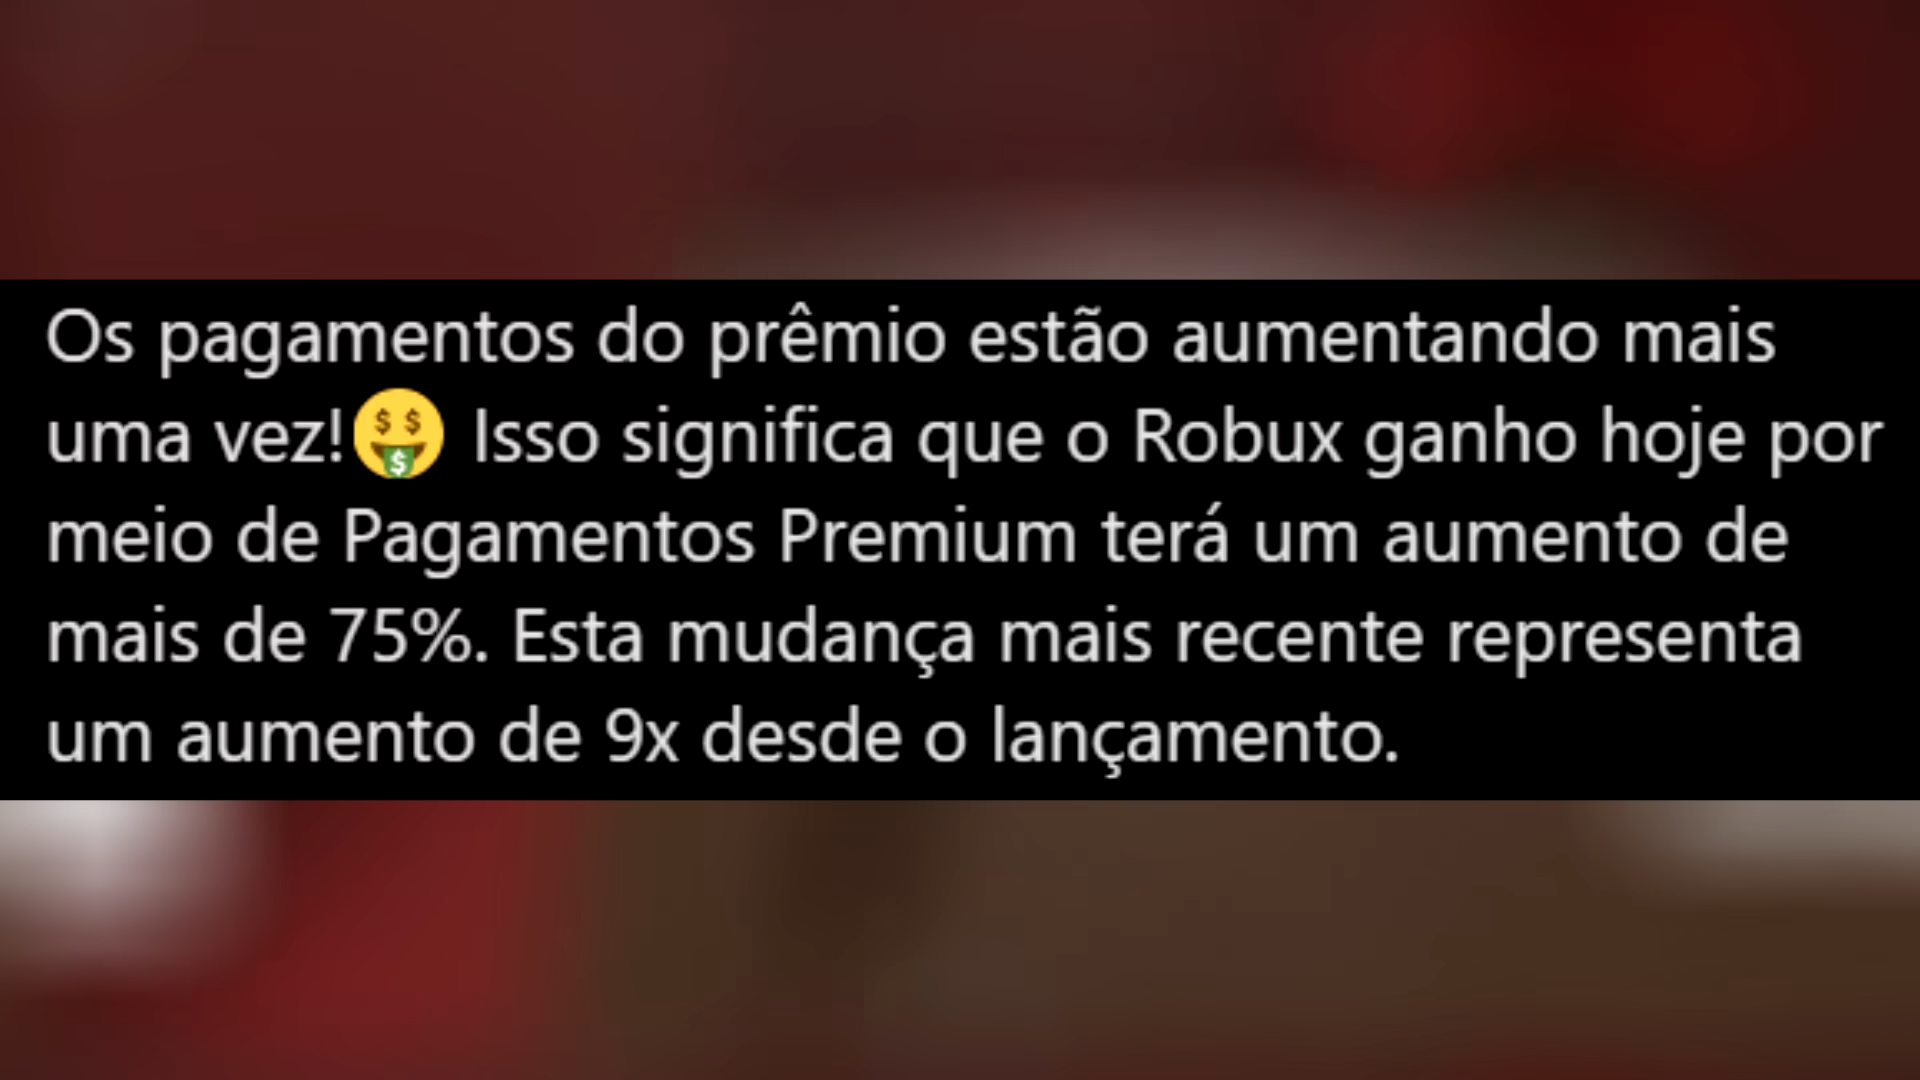 Os pagamentos do prêmio estão aumentando mais
uma vez!🤑 Isso significa que o Robux ganho hoje por
meio de Pagamentos Premium terá um aumento de
mais de 75%. Esta mudança mais recente representa
um aumento de 9x desde o lançamento.